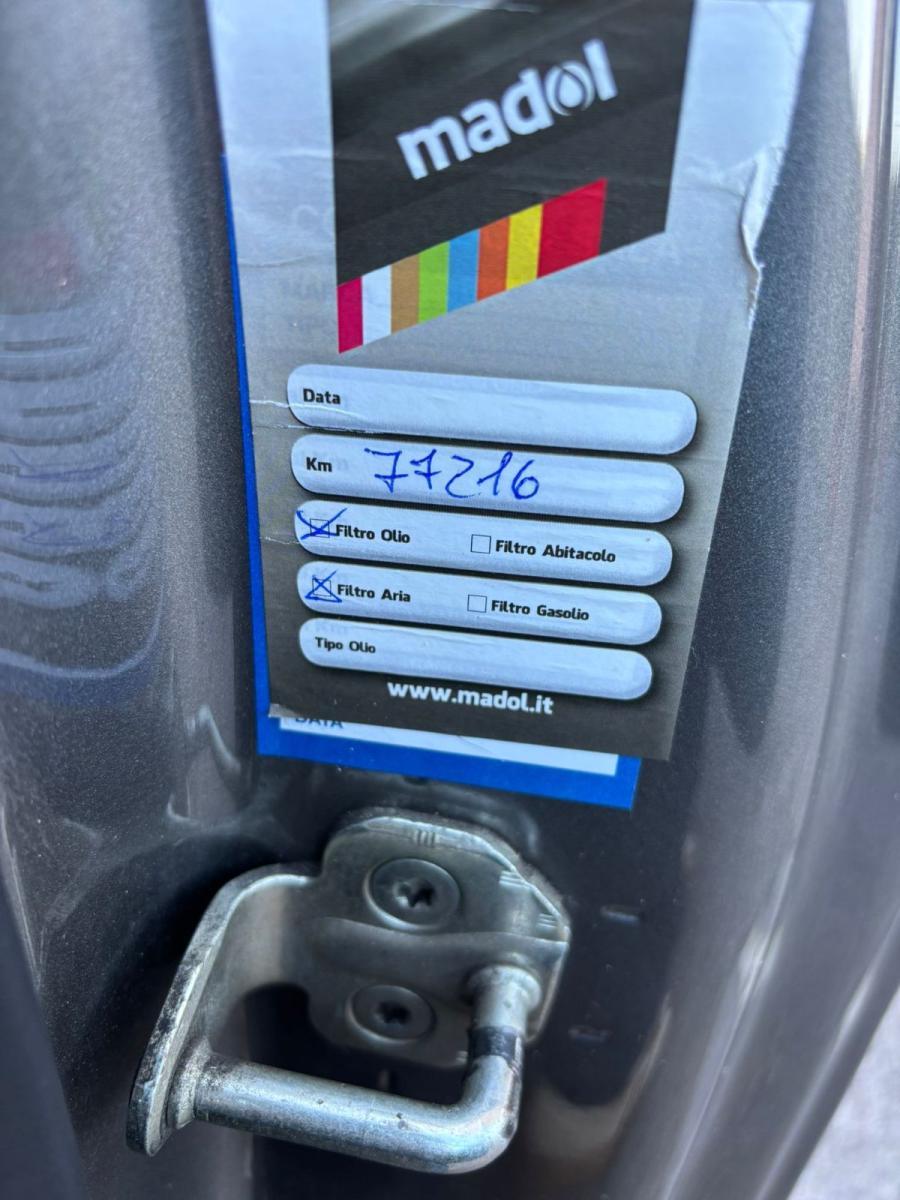 madol
Data
Km 77216
Filtro Olio Filtro Abitacolo
Filtro Aria Filtro Gasolio
Tipo Olio
www.madol.it
DATA